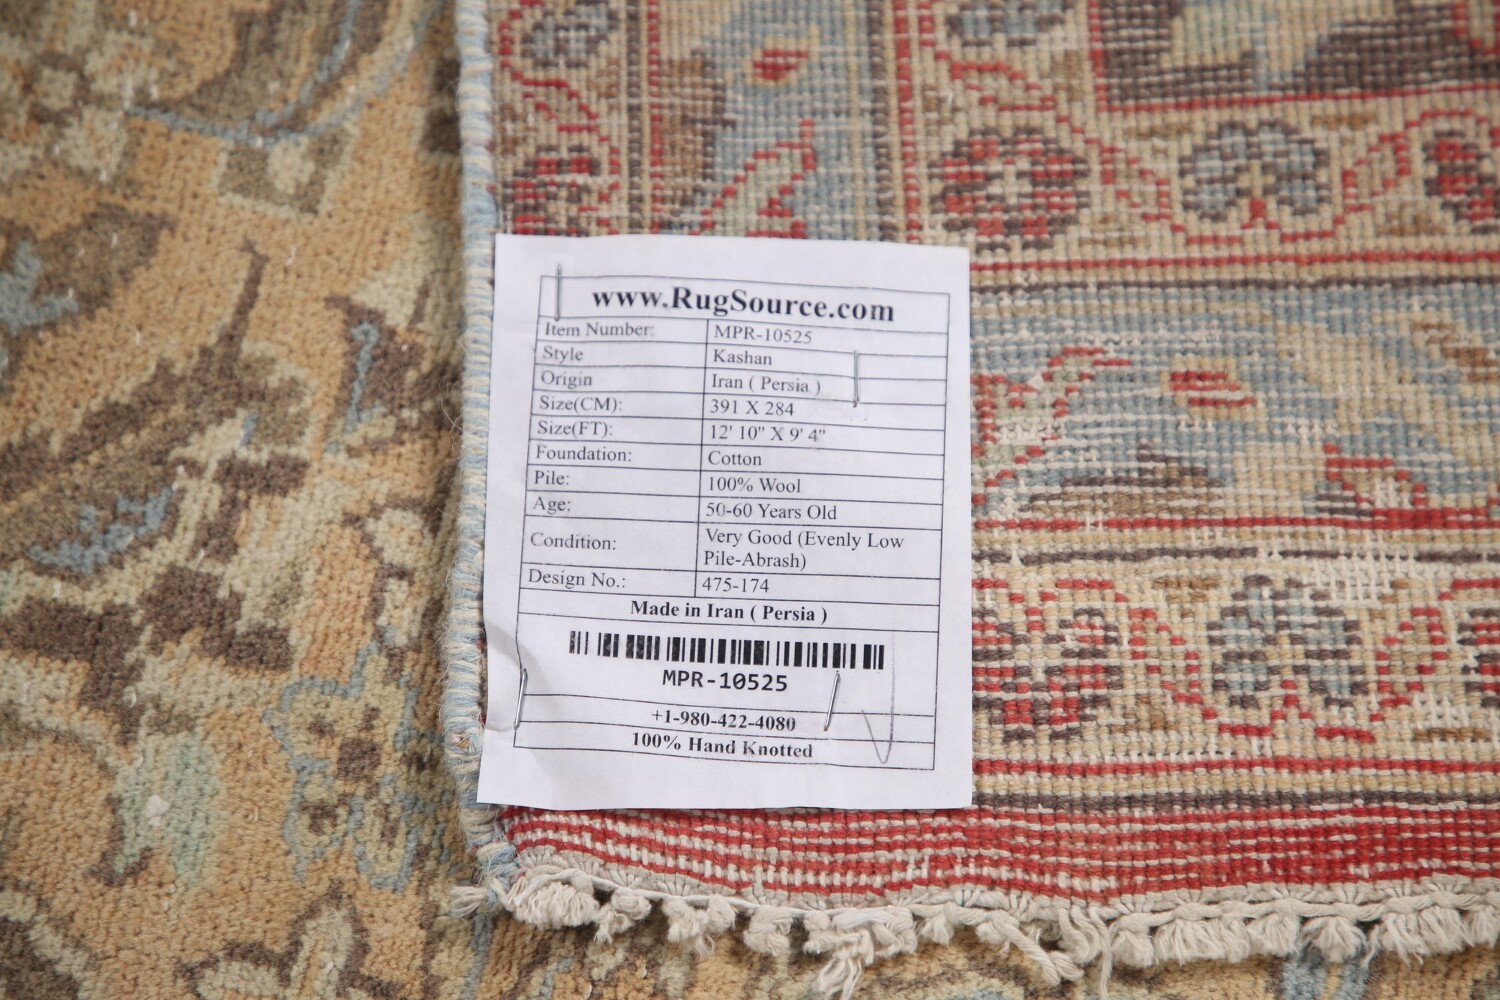 www.RugSource.com
Item Number: MPR-10525
Style Kashan
Origin Iran ( Persia )
Size(CM): 391 X 284
Size(FT): 12' 10" X 9' 4"
Foundation: Cotton
Pile: 100% Wool
Age: 50-60 Years Old
Condition: Very Good (Evenly Low
Pile-Abrash)
Design No.: 475-174
Made in Iran ( Persia )
MPR-10525
+1-980-422-4080
100% Hand Knotted